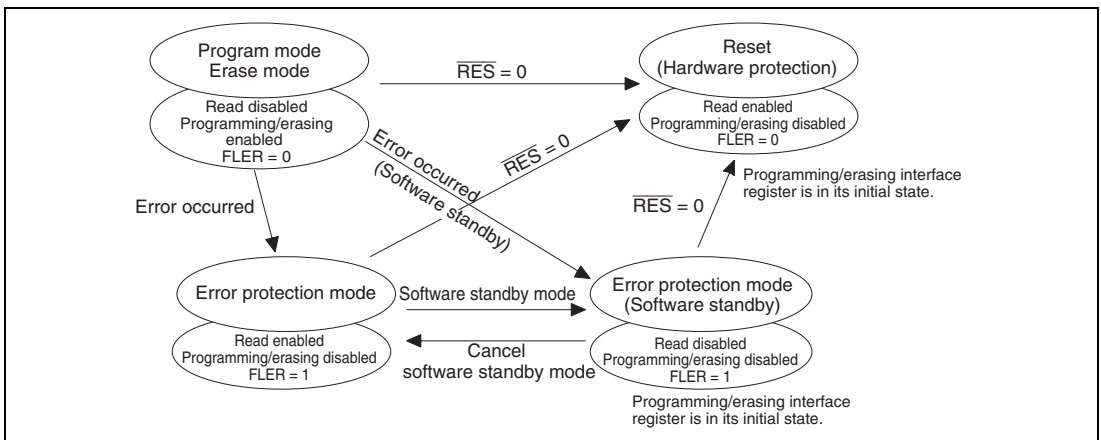 Program mode
Erase mode
Read disabled
Programming/erasing
enabled
FLER = 0
R̅E̅S̅ = 0
Reset
(Hardware protection)
Read enabled
Programming/erasing disabled
FLER = 0
Programming/erasing interface
register is in its initial state.
Error occurred
(Software standby)
R̅E̅S̅ = 0
R̅E̅S̅ = 0
Error occurred
Error protection mode
Read enabled
Programming/erasing disabled
FLER = 1
Software standby mode
Cancel
software standby mode
Error protection mode
(Software standby)
Read disabled
Programming/erasing disabled
FLER = 1
Programming/erasing interface
register is in its initial state.